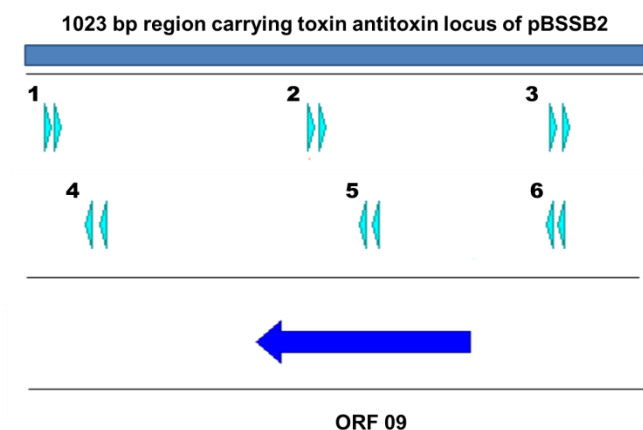 1023 bp region carrying toxin antitoxin locus of pBSSB2
1 2 3
4 5 6
ORF 09